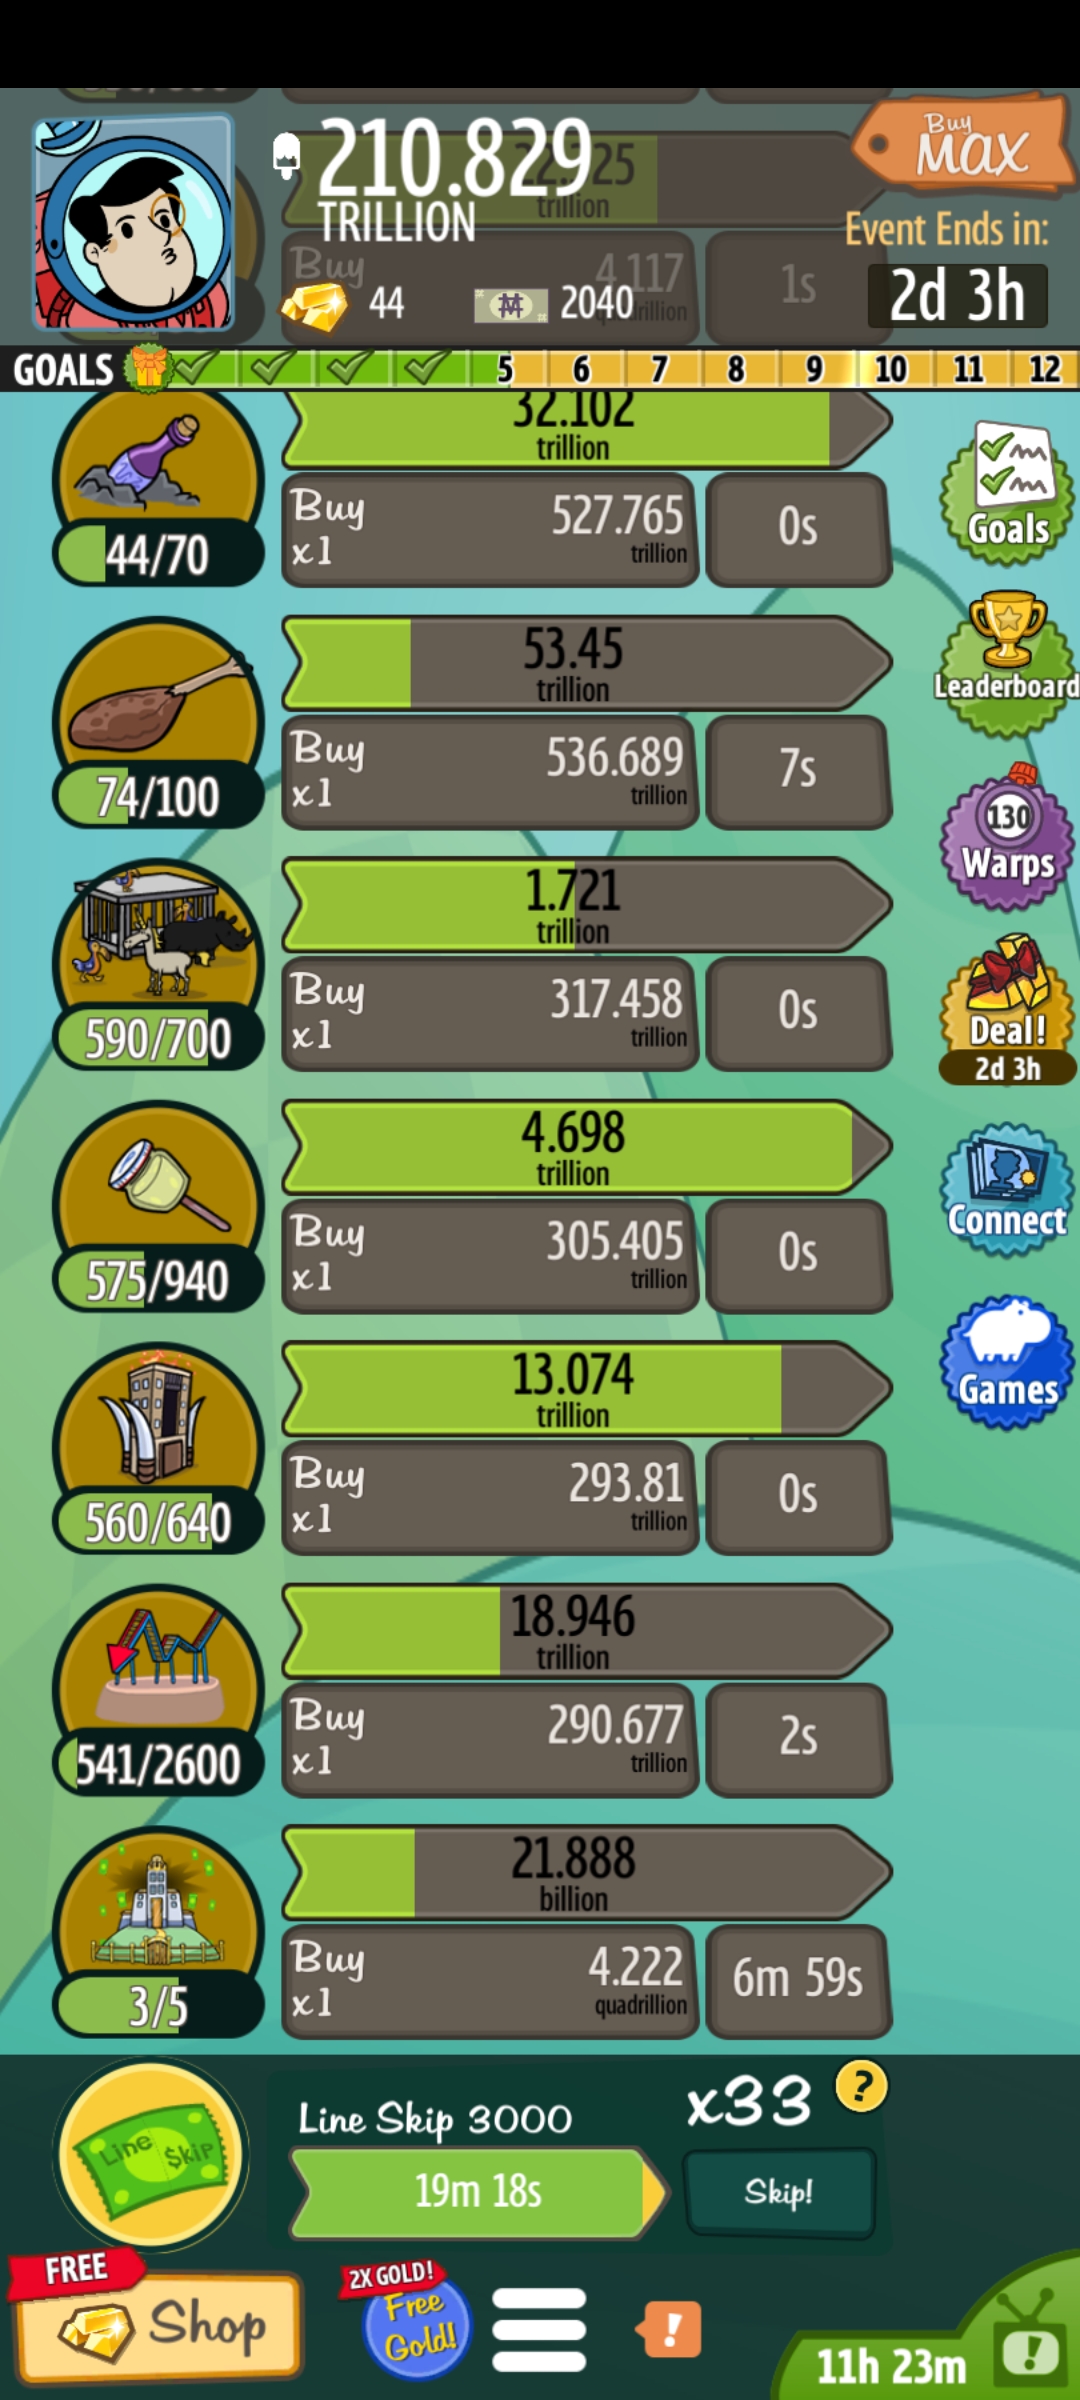 Buy
MAX
210.829
22.925
trillion
TRILLION
Event Ends in:
2d 3h
Buy
4.117
1s
44
2040
GOALS
5
6
7
8
9
10
11
12
32.102
trillion
Buy
x1
527.765
trillion
0s
44/70
Goals
53.45
trillion
Leaderboard
Buy
x1
536.689
trillion
7s
74/100
130
Warps
1.721
trillion
Buy
x1
317.458
trillion
0s
590/700
Deal!
2d 3h
4.698
trillion
Buy
x1
305.405
trillion
0s
575/940
Connect
13.074
trillion
Games
Buy
x1
293.81
trillion
0s
560/640
18.946
trillion
Buy
x1
290.677
trillion
2s
541/2600
21.888
billion
Buy
x1
4.222
quadrillion
6m 59s
3/5
Line Skip 3000
x33
?
Line $kip
19m 18s
Skip!
FREE
Shop
2X GOLD!
Free
Gold!
!
11h 23m
!